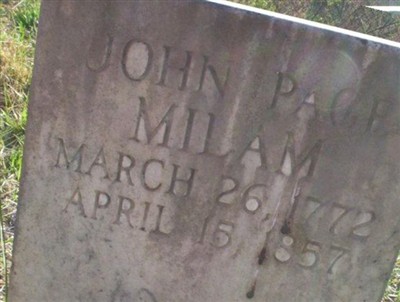 JOHN PAGE
MILAM
MARCH 26, 1772
APRIL 15, 1857